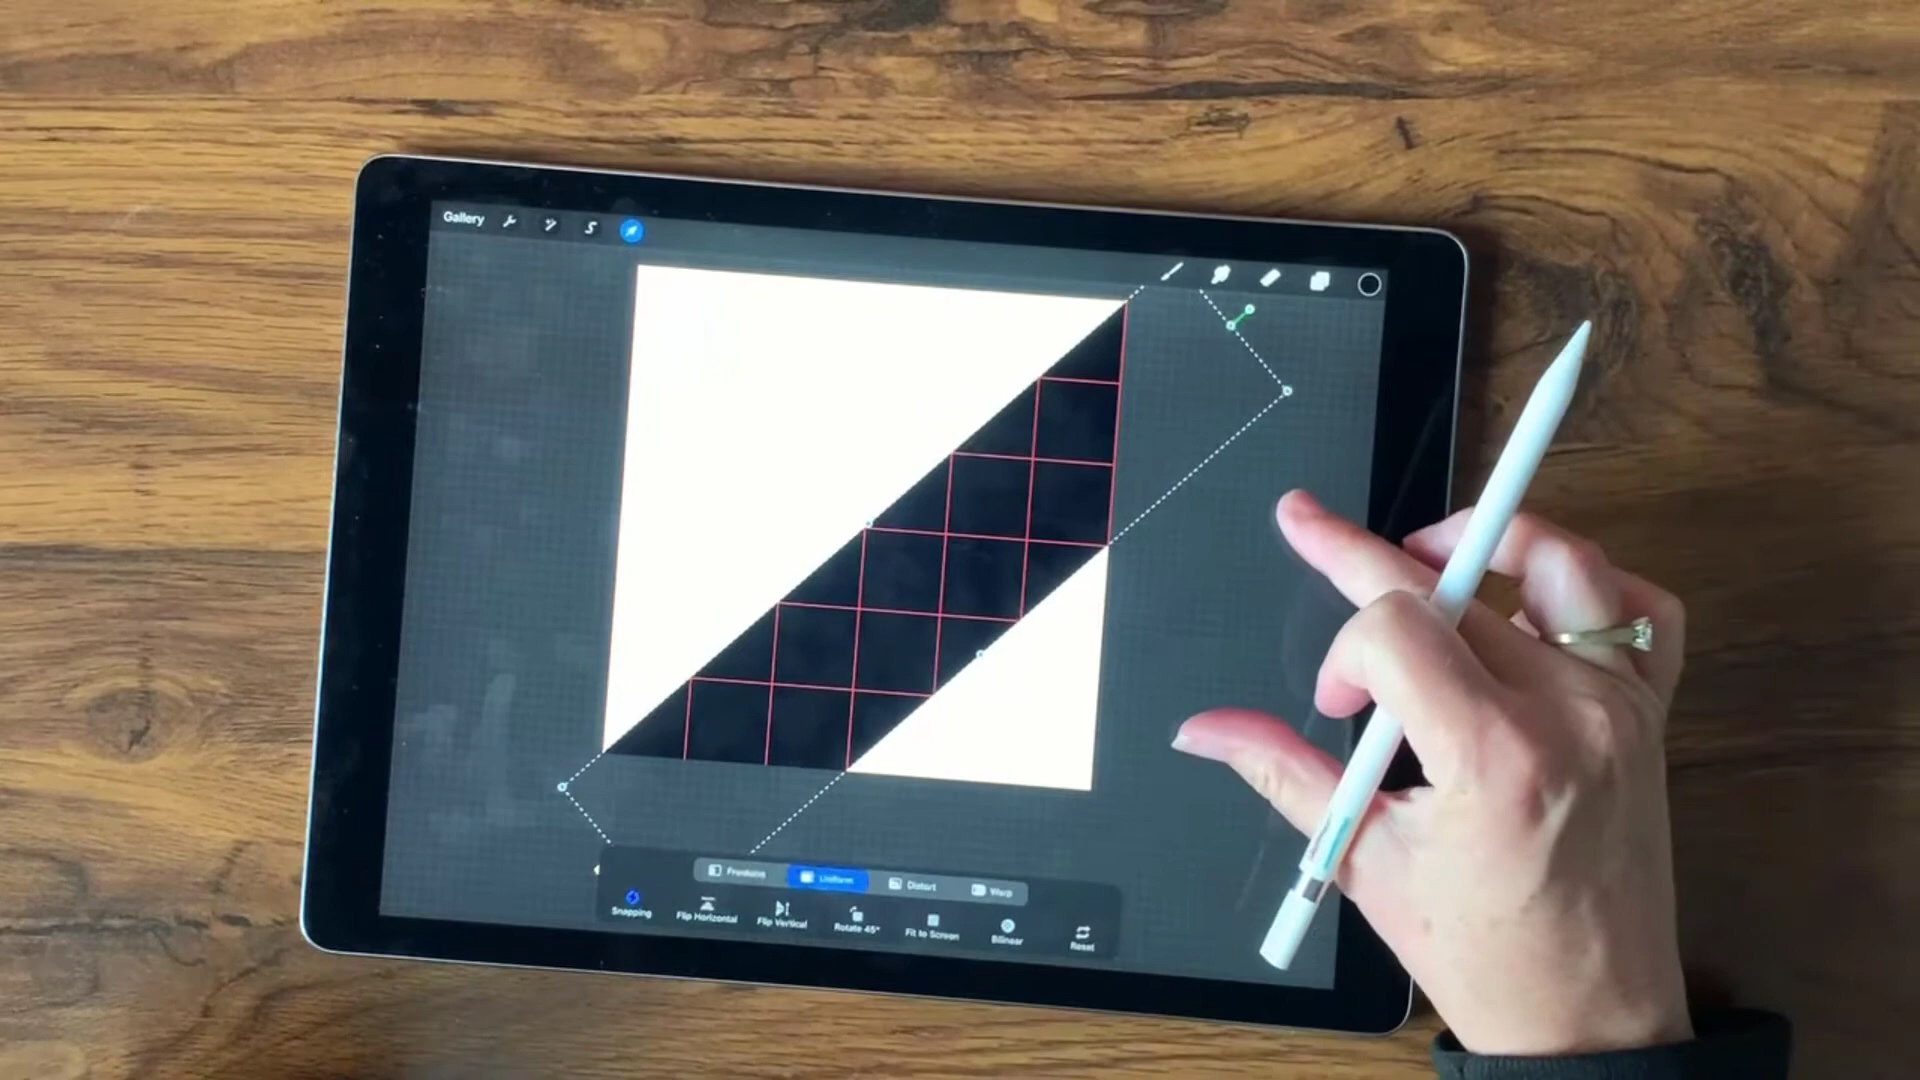 Gallery
Freeform Uniform Distort Warp
Snapping Flip Horizontal Flip Vertical Rotate 45° Fit to Screen Bilinear Reset